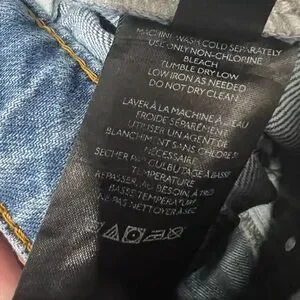 MACHINE WASH COLD SEPARATELY
USE ONLY NON-CHLORINE
BLEACH
TUMBLE DRY LOW
LOW IRON AS NEEDED
DO NOT DRY CLEAN
LAVER À LA MACHINE À EAU
FROIDE SÉPARÉMENT
UTILISER UN AGENT DE
BLANCHIMENT SANS CHLORE SI
NÉCESSAIRE
SÉCHER PAR CULBUTAGE À BASSE
TEMPÉRATURE
REPASSER, AU BESOIN À TRÈS
BASSE TEMPÉRATURE
PAS NETTOYER À SEC